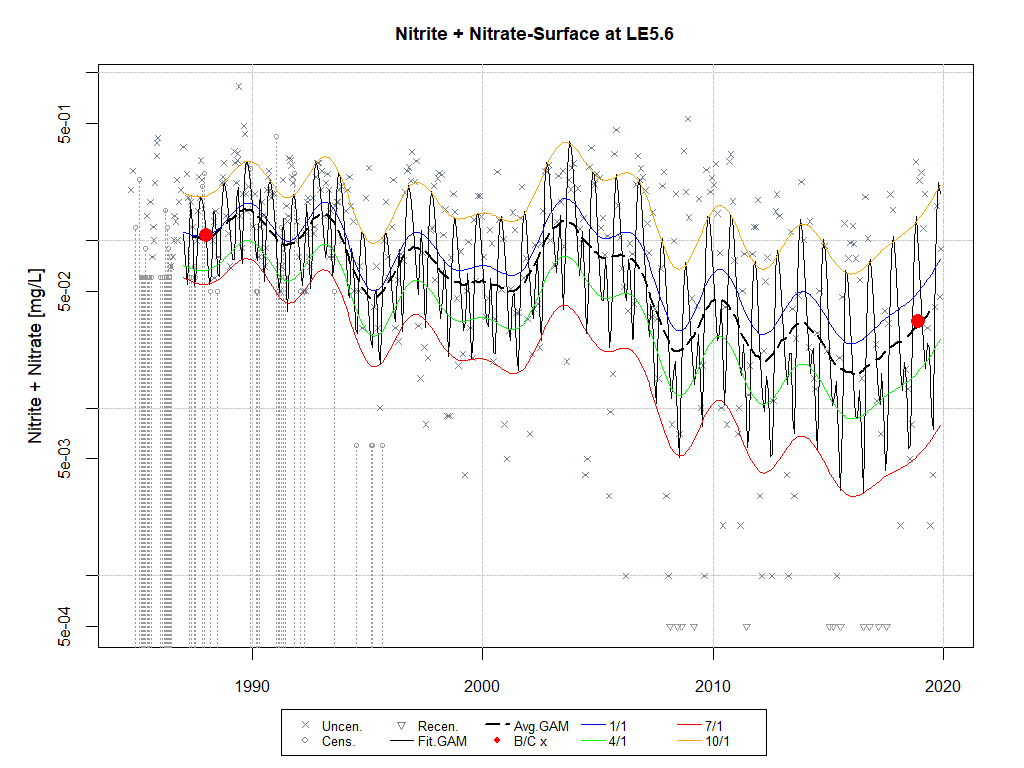 Nitrite + Nitrate-Surface at LE5.6
Nitrite + Nitrate [mg/L]
5e-01
5e-02
5e-03
5e-04
1990 2000 2010 2020
Uncen. Recen. Avg.GAM 1/1 7/1
Cens. Fit.GAM B/C x 4/1 10/1